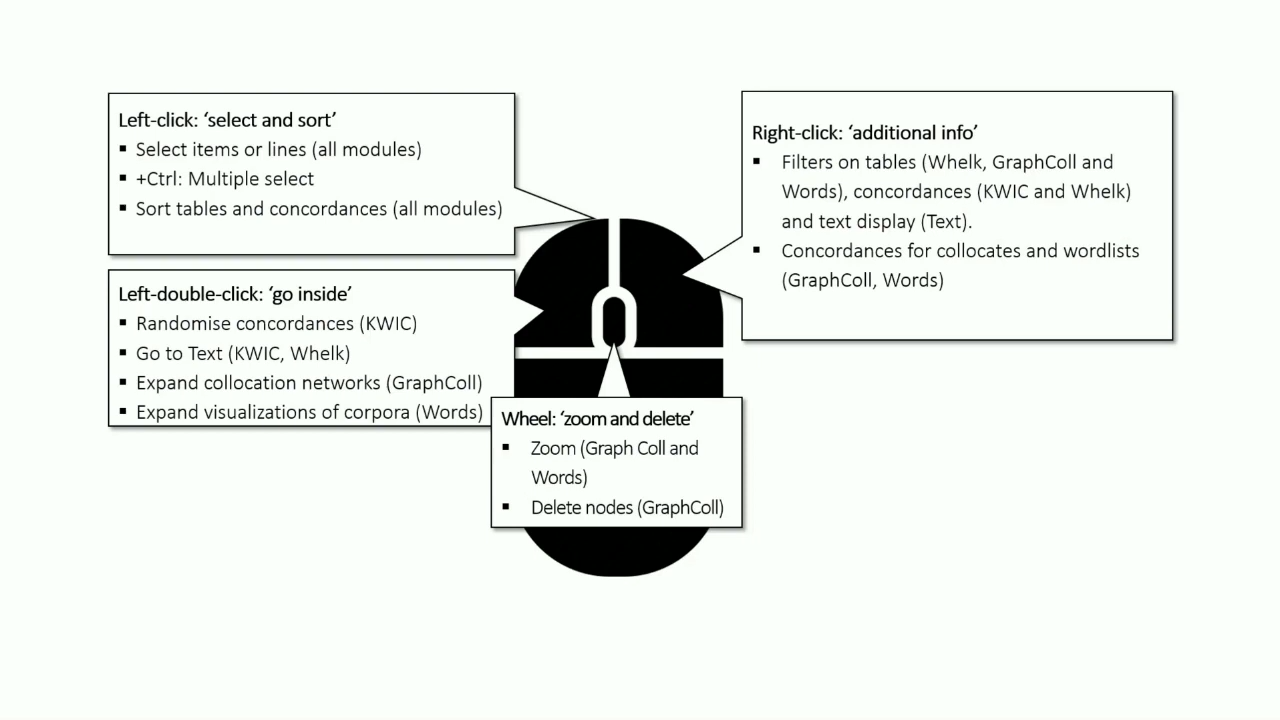 Left-click: ‘select and sort’
▪ Select items or lines (all modules)
▪ +Ctrl: Multiple select
▪ Sort tables and concordances (all modules)
Left-double-click: ‘go inside’
▪ Randomise concordances (KWIC)
▪ Go to Text (KWIC, Whelk)
▪ Expand collocation networks (GraphColl)
▪ Expand visualizations of corpora (Words)
Wheel: ‘zoom and delete’
▪ Zoom (Graph Coll and
Words)
▪ Delete nodes (GraphColl)
Right-click: ‘additional info’
▪ Filters on tables (Whelk, GraphColl and
Words), concordances (KWIC and Whelk)
and text display (Text).
▪ Concordances for collocates and wordlists
(GraphColl, Words)